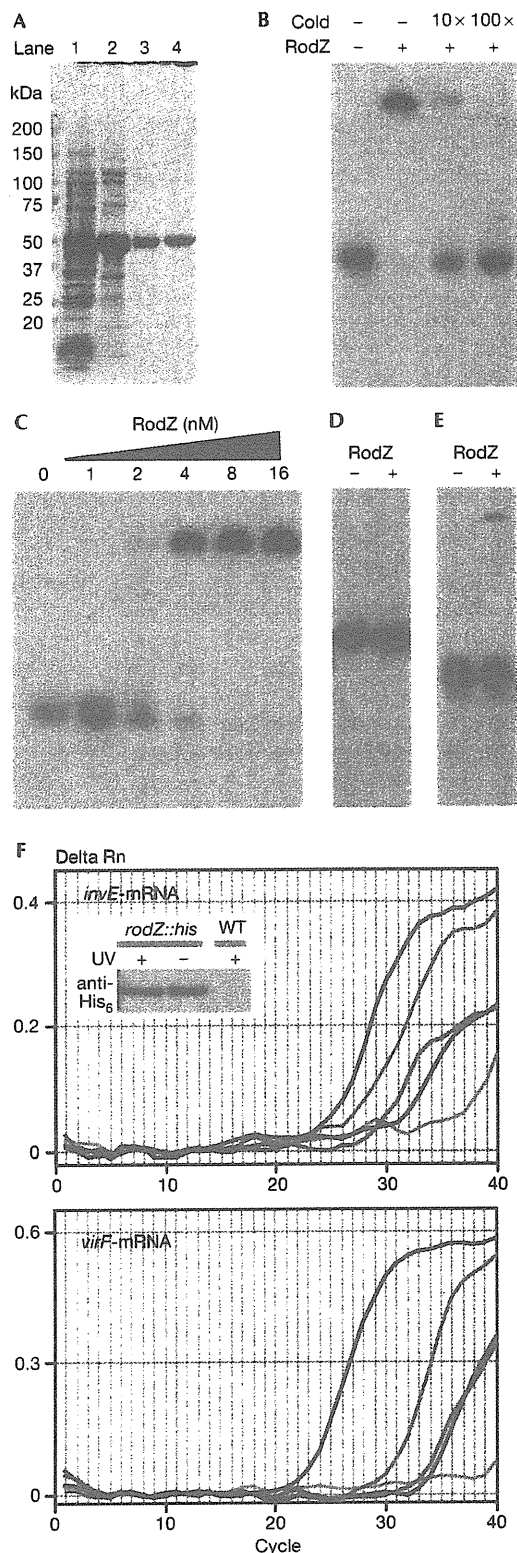 A
Lane 1 2 3 4
kDa
200
150
100
75
50
37
25
20
B
Cold − − 10× 100×
RodZ − + + +
C
RodZ (nM)
0 1 2 4 8 16
D
RodZ
− +
E
RodZ
− +
F
Delta Rn
invE-mRNA
rodZ::his WT
UV + − +
anti-
His6
0.4
0.2
0
0 10 20 30 40
virF-mRNA
0.6
0.3
0
0 10 20 30 40
Cycle